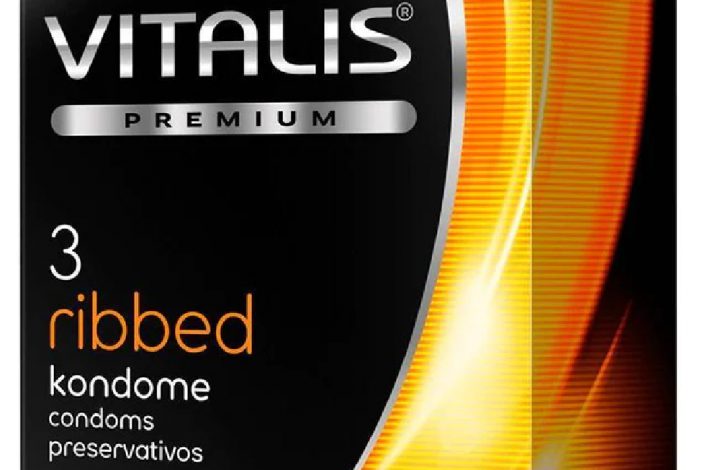 VITALIS®
PREMIUM
3
ribbed
kondome
condoms
preservativos